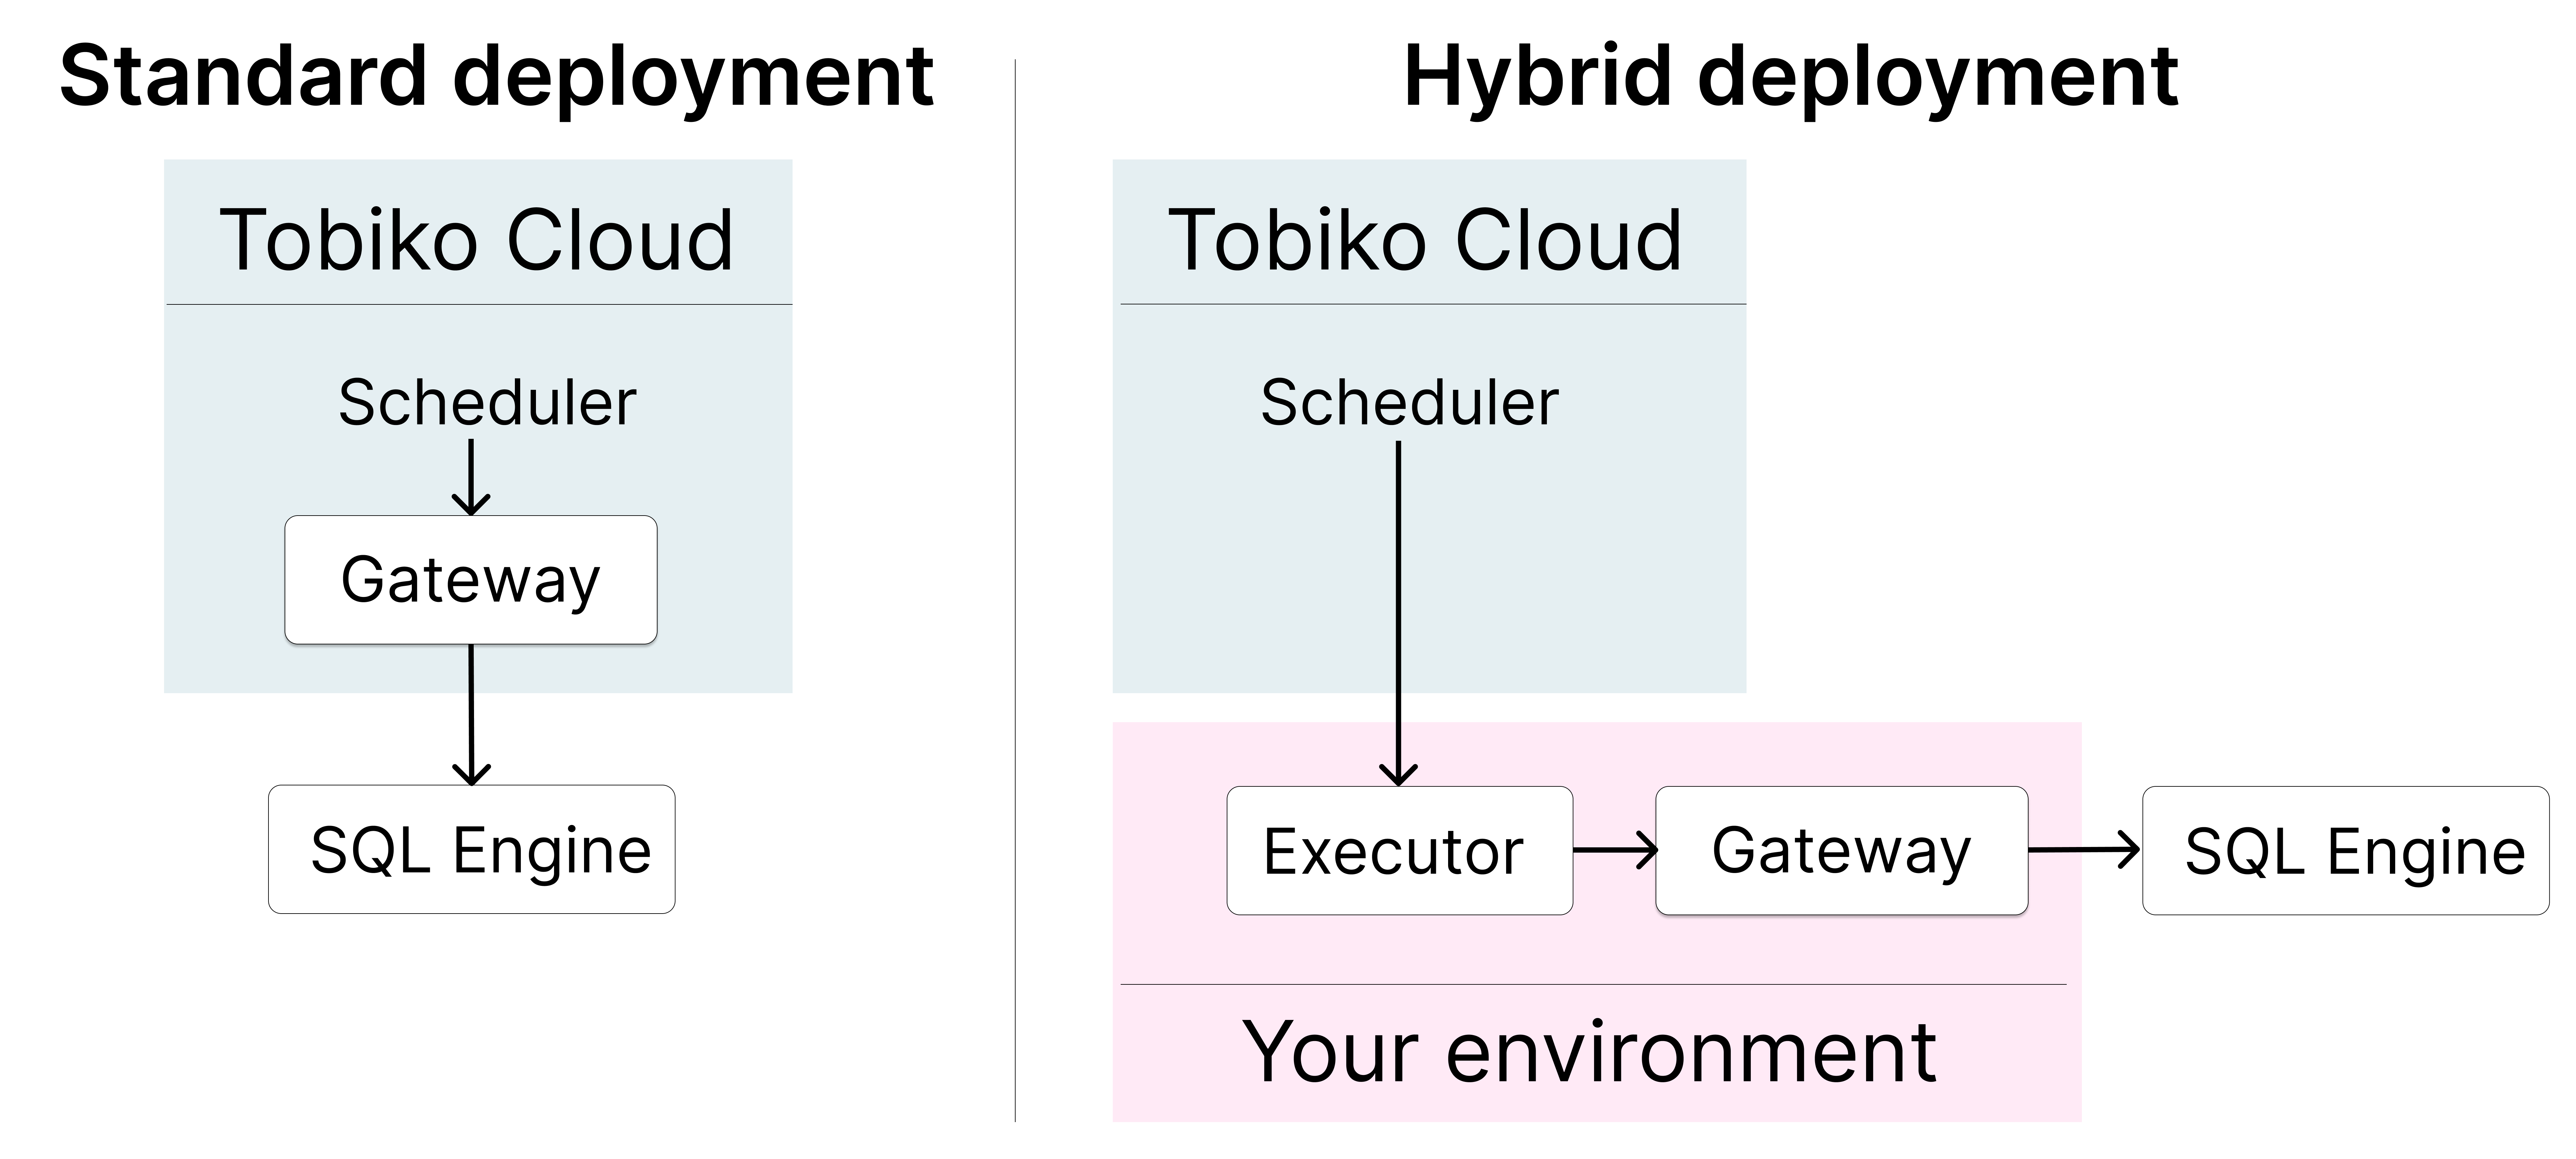 Standard deployment
Tobiko Cloud
Scheduler
Gateway
SQL Engine
Hybrid deployment
Tobiko Cloud
Scheduler
Executor
Gateway
SQL Engine
Your environment